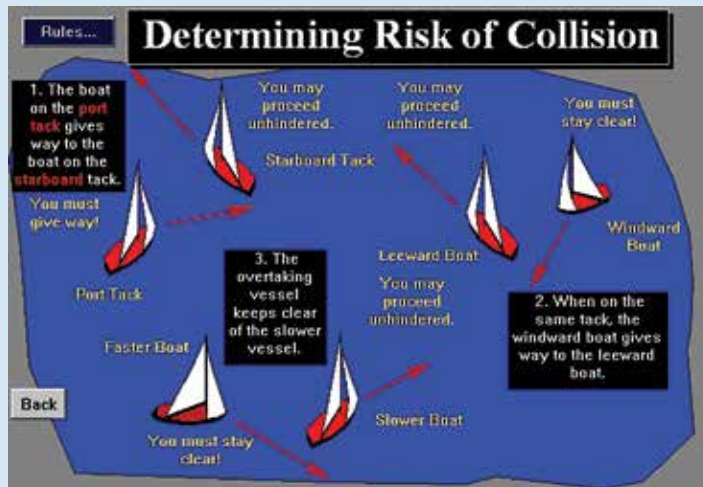 Rules...
Determining Risk of Collision
1. The boat
on the port
tack gives
way to the
boat on the
starboard tack.
You may
proceed
unhindered.
Starboard Tack
You may
proceed
unhindered.
You must
stay clear!
You must
give way!
Port Tack
Leeward Boat
Windward
Boat
3. The
overtaking
vessel
keeps clear
of the slower
vessel.
You may
proceed
unhindered.
2. When on the
same tack, the
windward boat gives
way to the leeward
boat.
Faster Boat
Slower Boat
You must stay
clear!
Back